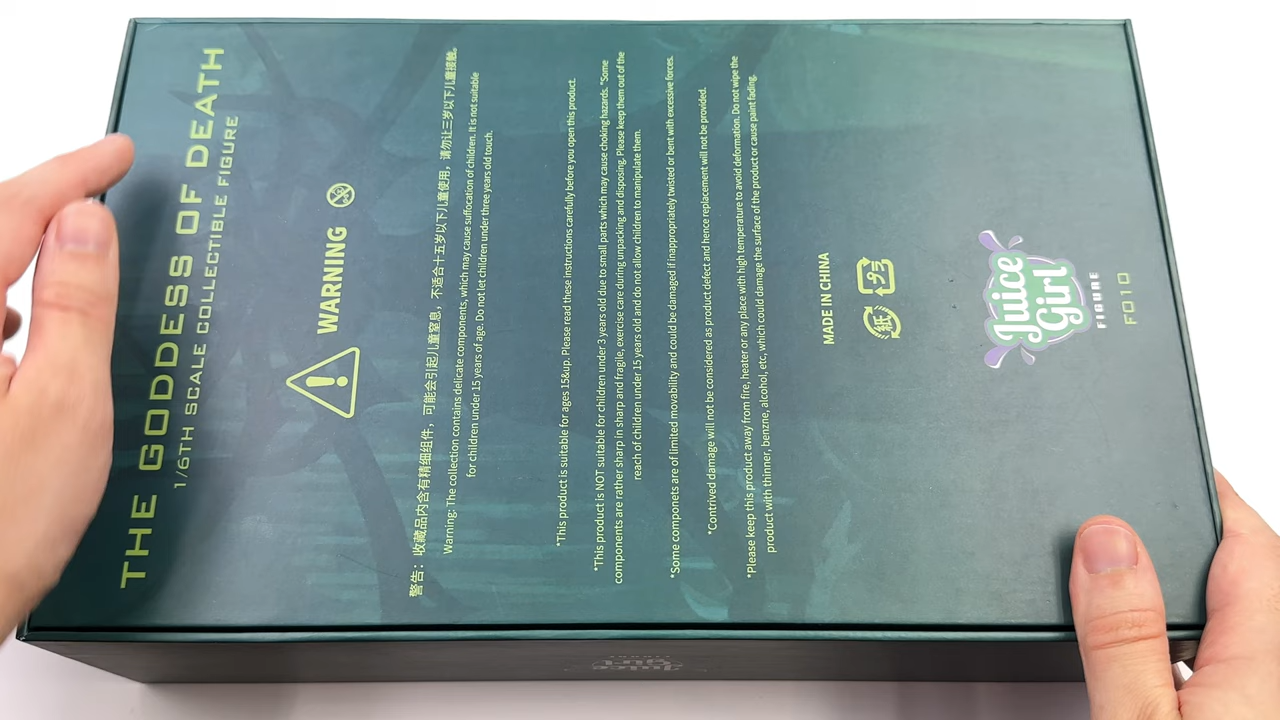 THE GODDESS OF DEATH
1/6TH SCALE COLLECTIBLE FIGURE
WARNING
警告：收藏品内含有精细组件，可能会引起儿童窒息，不适合十五岁以下儿童使用，请勿让三岁以下儿童接触。
Warning: The collection contains delicate components, which may cause suffocation of children. It is not suitable
for children under 15 years of age. Do not let children under three years old touch.
*This product is suitable for ages 15&up. Please read these instructions carefully before you open this product.
*This product is NOT suitable for children under 3 years old due to small parts which may cause choking hazards. *Some
components are rather sharp in sharp and fragile, exercise care during unpacking and disposing. Please keep them out of the
reach of children under 15 years old and do not allow children to manipulate them.
*Some componets are of limited movability and could be damaged if inappropriately twisted or bent with excessive forces.
*Contrived damage will not be considered as product defect and hence replacement will not be provided.
*Please keep this product away from fire, heater or any place with high temperature to avoid deformation. Do not wipe the
product with thinner, benzne, alcohol, etc, which could damage the surface of the product or cause paint fading.
MADE IN CHINA
紙
プラ
Juice
Girl
FIGURE
F010
juice
girl